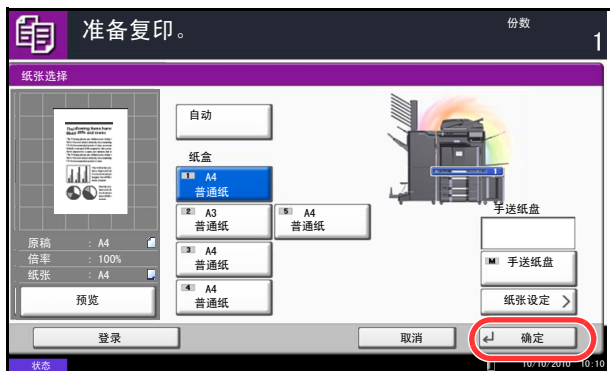 准备复印。
份数
1
纸张选择
自动
纸盒
1 A4
普通纸
2 A3
普通纸
5 A4
普通纸
3 A4
普通纸
4 A4
普通纸
1
手送纸盘
M 手送纸盘
纸张设定 >
原稿 : A4
倍率 : 100%
纸张 : A4
预览
登录
取消
确定
状态
10/10/2010 10:10